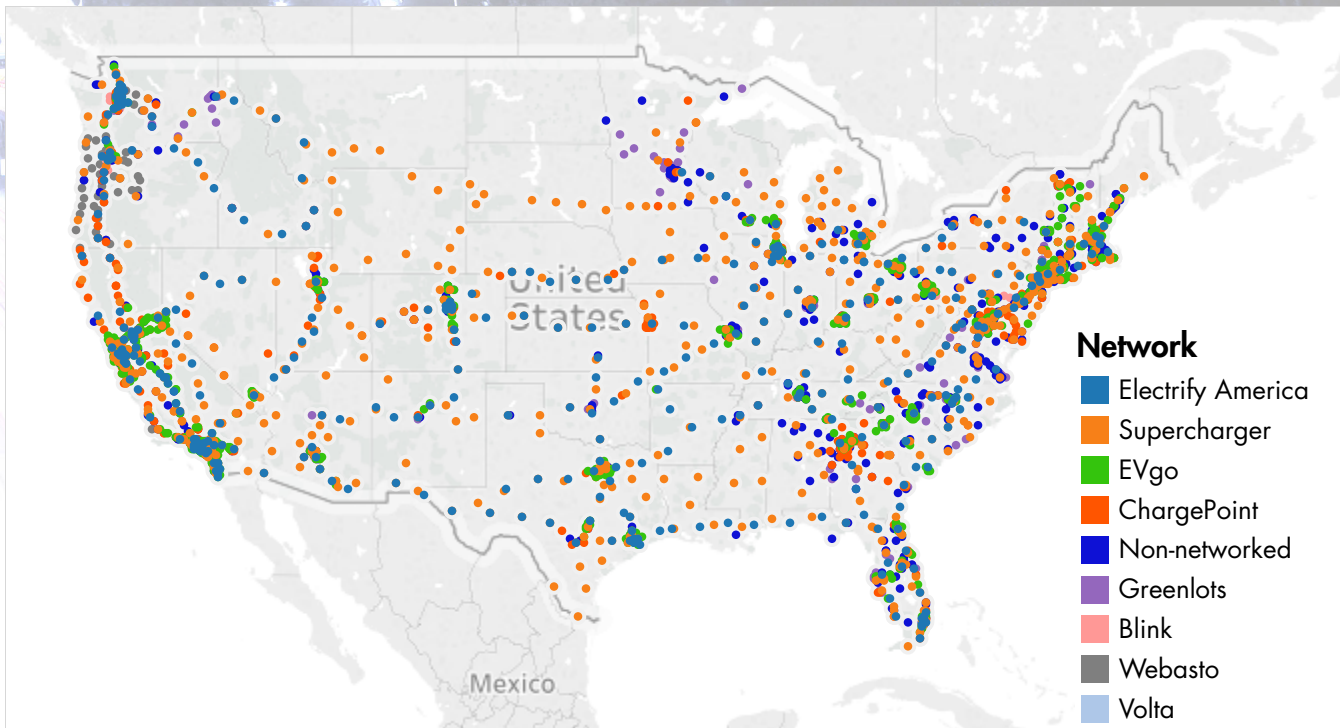 United
States
Mexico
Network
Electrify America
Supercharger
EVgo
ChargePoint
Non-networked
Greenlots
Blink
Webasto
Volta